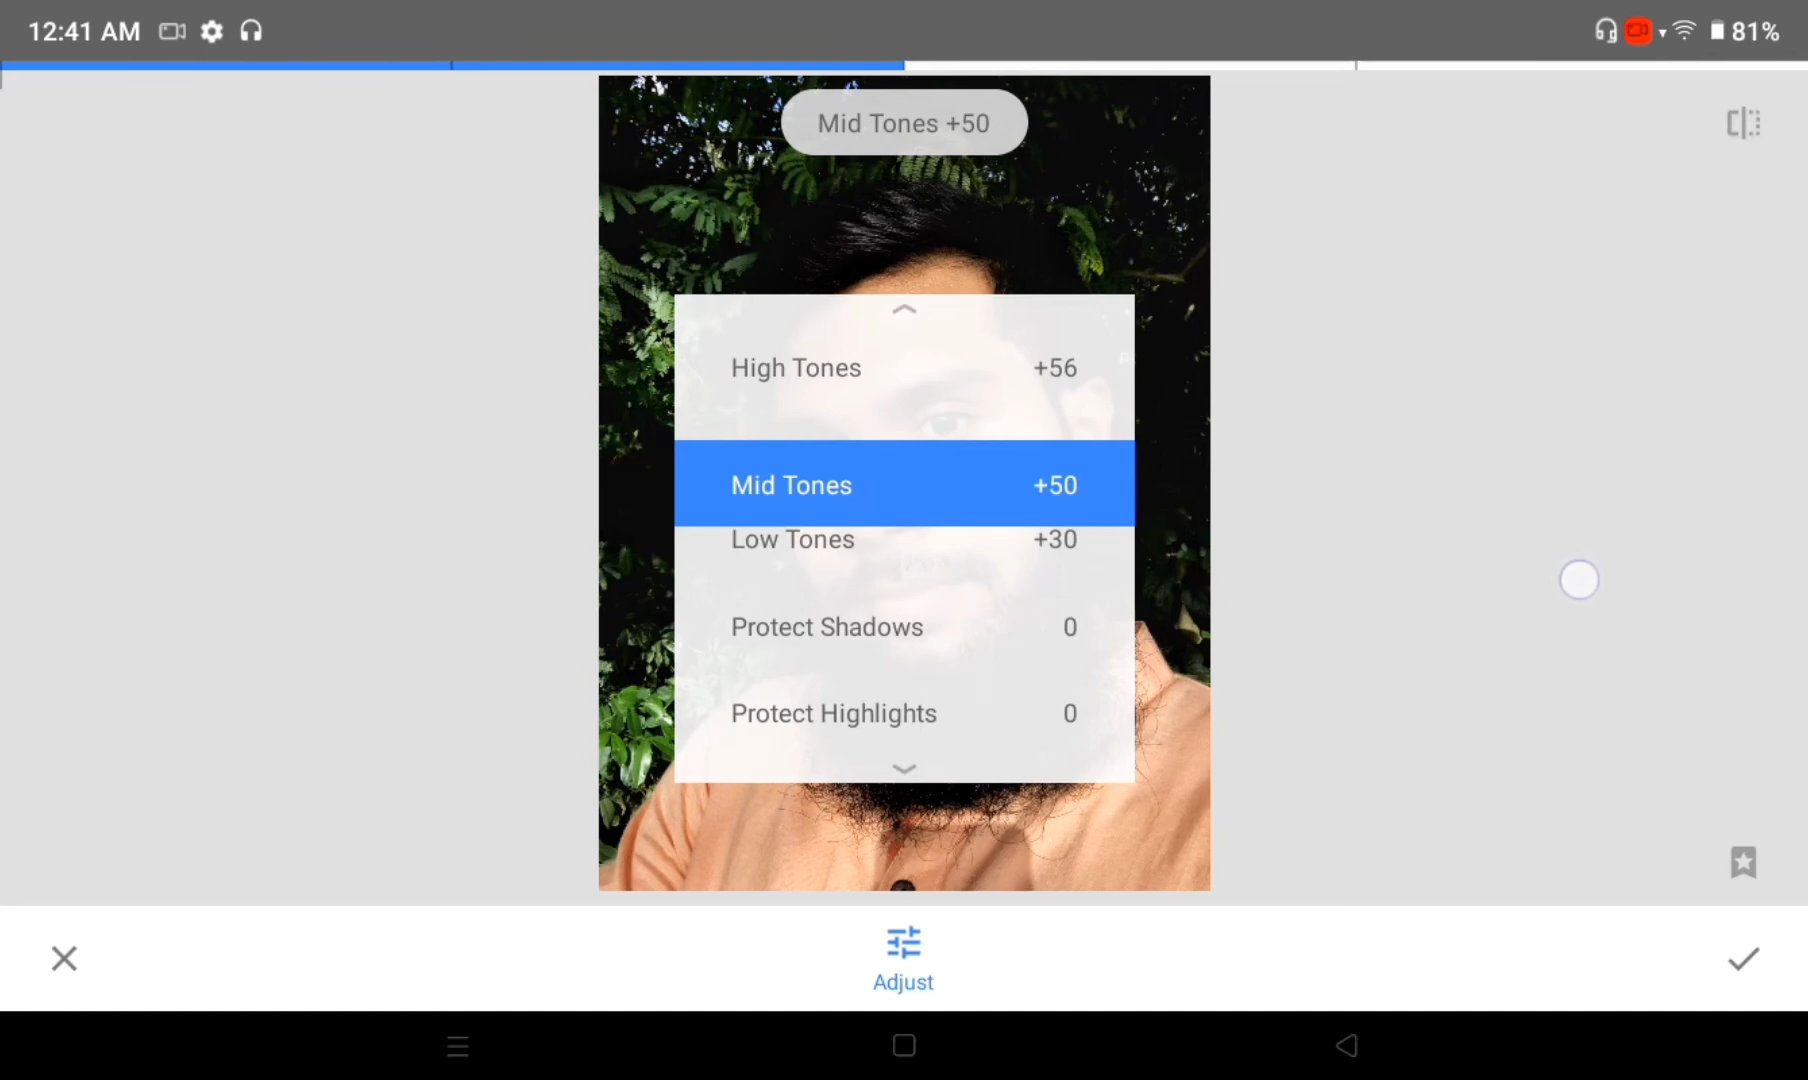 12:41 AM
81%
Mid Tones +50
High Tones +56
Mid Tones +50
Low Tones +30
Protect Shadows 0
Protect Highlights 0
Adjust